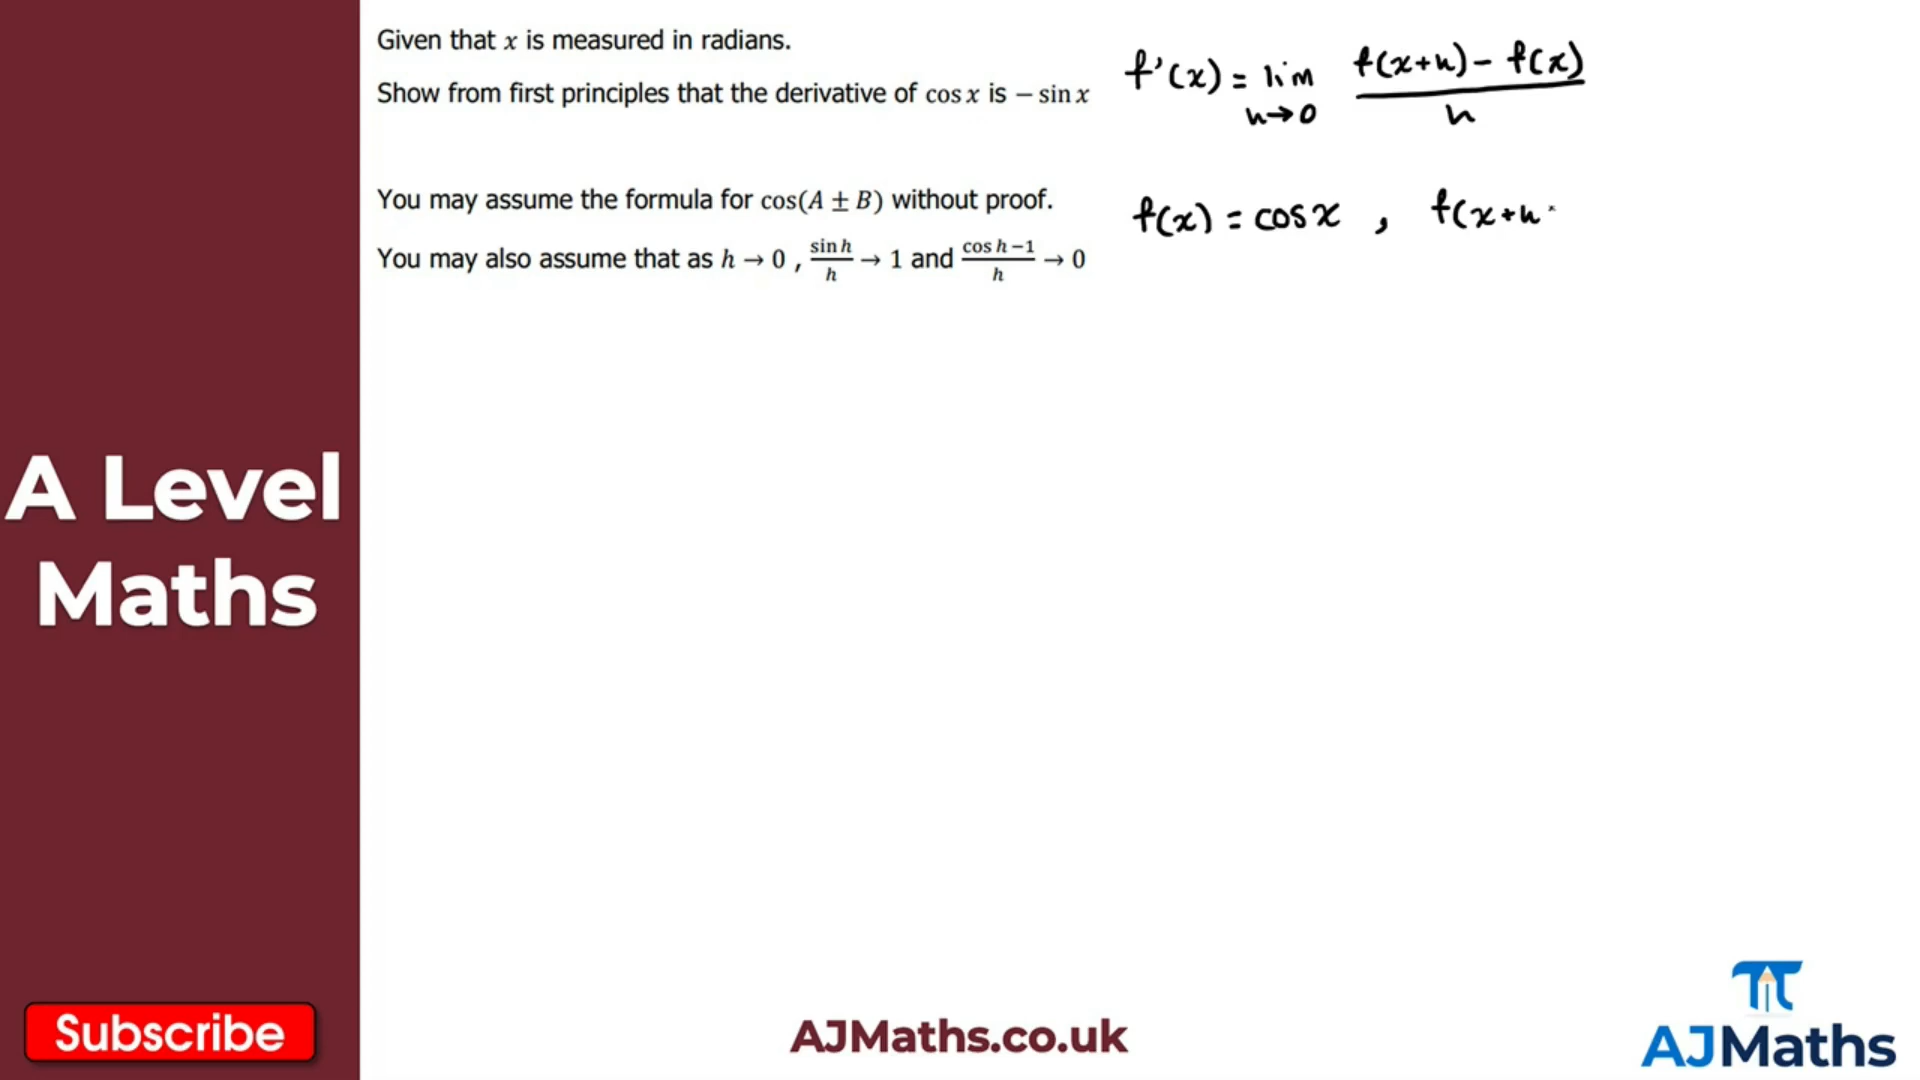 Given that x is measured in radians.
Show from first principles that the derivative of cos x is − sin x
You may assume the formula for cos(A ± B) without proof.
You may also assume that as h → 0 , sin h / h → 1 and cos h −1 / h → 0
f'(x) = lim h→0 f(x+h) − f(x) / h
f(x) = cos x , f(x+h
A Level
Maths
Subscribe
AJMaths.co.uk
AJMaths